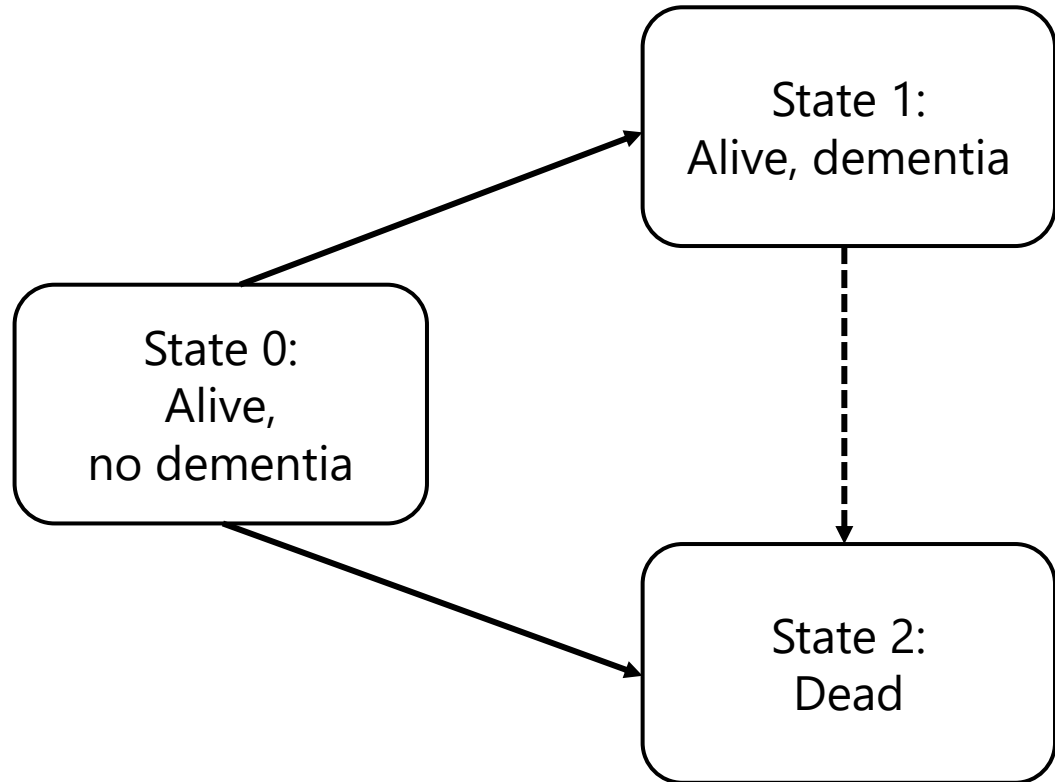 State 1:
Alive, dementia
State 0:
Alive,
no dementia
State 2:
Dead